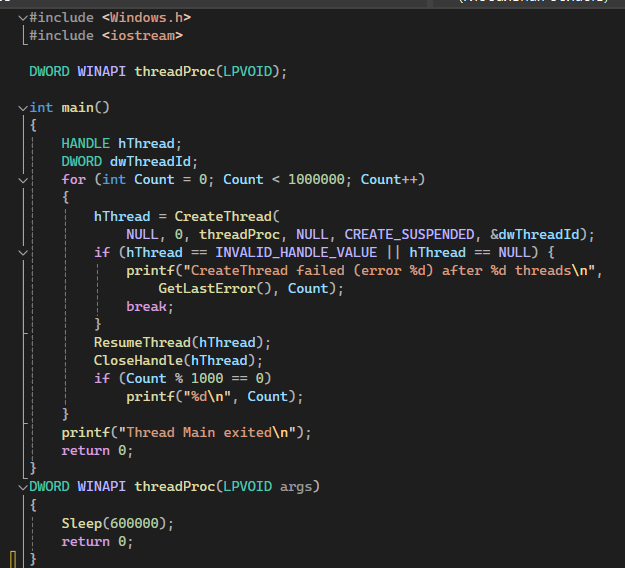 #include <Windows.h>
#include <iostream>

DWORD WINAPI threadProc(LPVOID);

int main()
{
    HANDLE hThread;
    DWORD dwThreadId;
    for (int Count = 0; Count < 1000000; Count++)
    {
        hThread = CreateThread(
            NULL, 0, threadProc, NULL, CREATE_SUSPENDED, &dwThreadId);
        if (hThread == INVALID_HANDLE_VALUE || hThread == NULL) {
            printf("CreateThread failed (error %d) after %d threads\n",
                GetLastError(), Count);
            break;
        }
        ResumeThread(hThread);
        CloseHandle(hThread);
        if (Count % 1000 == 0)
            printf("%d\n", Count);
    }
    printf("Thread Main exited\n");
    return 0;
}
DWORD WINAPI threadProc(LPVOID args)
{
    Sleep(600000);
    return 0;
}